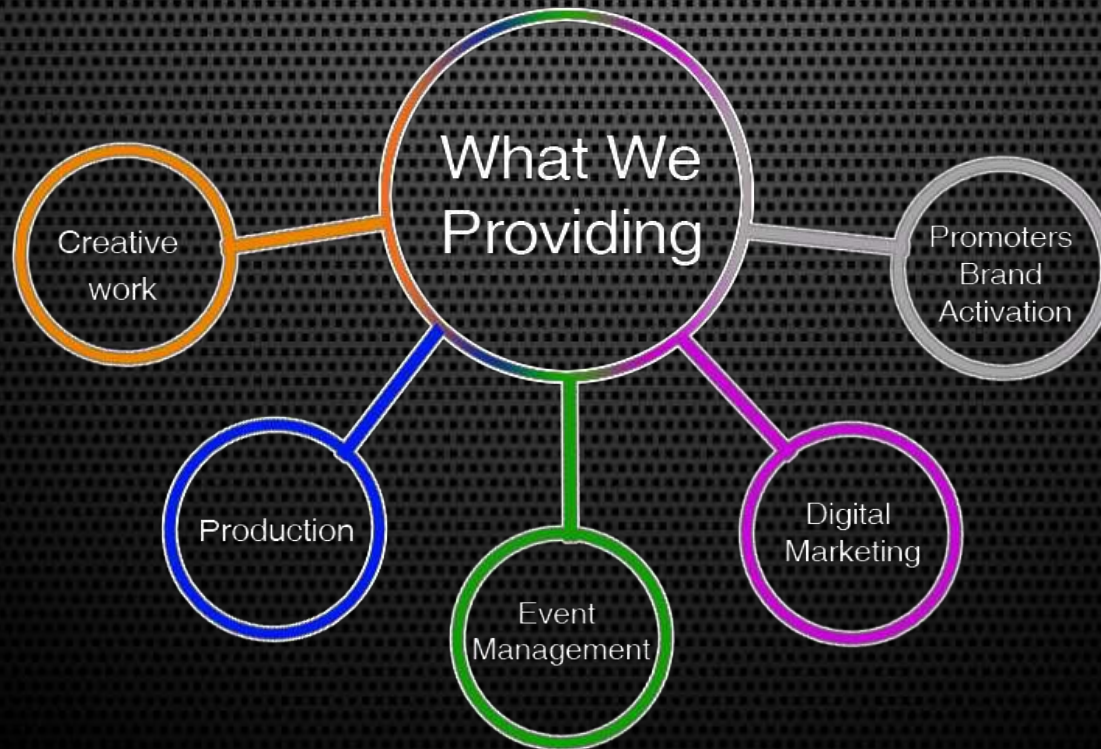 What We
Providing
Creative
work
Production
Event
Management
Digital
Marketing
Promoters
Brand
Activation